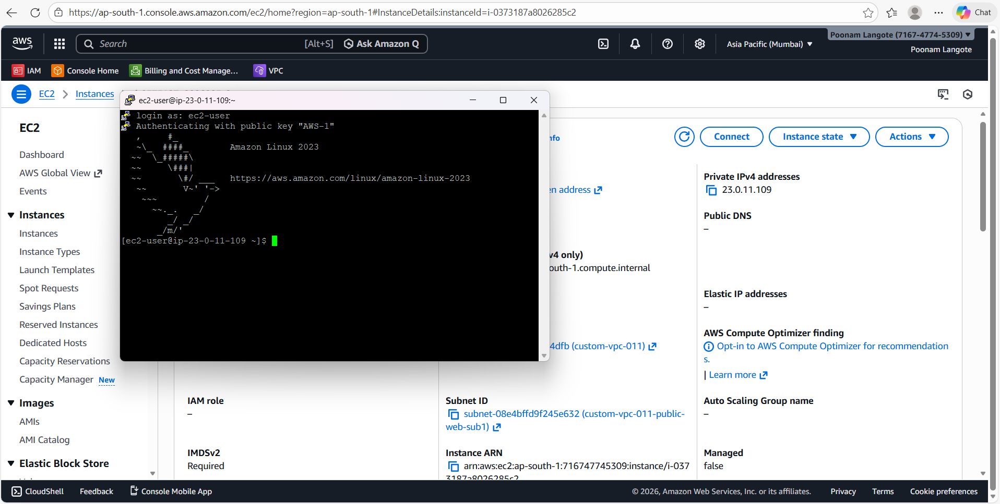 https://ap-south-1.console.aws.amazon.com/ec2/home?region=ap-south-1#InstanceDetails:instanceId=i-0373187a8026285c2
Chat
aws
Search
[Alt+S]
Ask Amazon Q
Asia Pacific (Mumbai)
Poonam Langote (7167-4774-5309)
Poonam Langote
IAM
Console Home
Billing and Cost Manage...
VPC
EC2
Instances
ec2-user@ip-23-0-11-109:~
login as: ec2-user
Authenticating with public key "AWS-1"
   ,     #_
   ~\_  ####_        Amazon Linux 2023
  ~~  \_#####\
  ~~     \###|
  ~~       \#/ ___   https://aws.amazon.com/linux/amazon-linux-2023
   ~~       V~' '->
    ~~~         /
      ~~._.   _/
         _/ _/
       _/m/'
[ec2-user@ip-23-0-11-109 ~]$
EC2
Dashboard
AWS Global View
Events
Instances
Instances
Instance Types
Launch Templates
Spot Requests
Savings Plans
Reserved Instances
Dedicated Hosts
Capacity Reservations
Capacity Manager New
Images
AMIs
AMI Catalog
Elastic Block Store
Connect
Instance state
Actions
address
Private IPv4 addresses
23.0.11.109
Public DNS
–
v4 only)
outh-1.compute.internal
Elastic IP addresses
–
AWS Compute Optimizer finding
Opt-in to AWS Compute Optimizer for recommendation
s.
| Learn more
4dfb (custom-vpc-011)
IAM role
–
Subnet ID
subnet-08e4bffd9f245e632 (custom-vpc-011-public-
web-sub1)
Auto Scaling Group name
–
IMDSv2
Required
Instance ARN
arn:aws:ec2:ap-south-1:716747745309:instance/i-037
3187a8026285c2
Managed
false
CloudShell
Feedback
Console Mobile App
© 2026, Amazon Web Services, Inc. or its affiliates.
Privacy
Terms
Cookie preferences